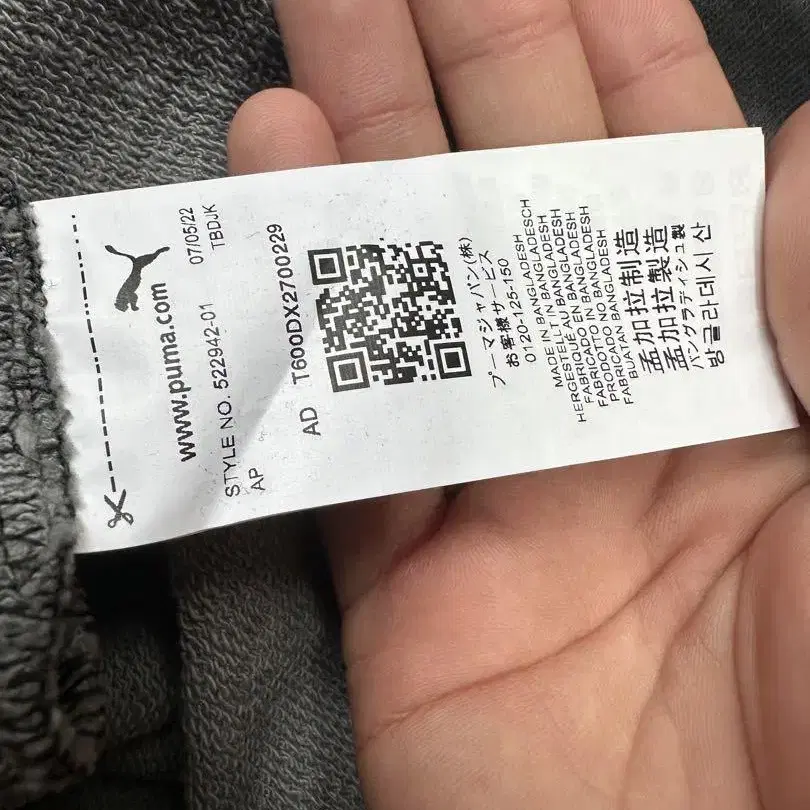 www.puma.com
07/05/22
STYLE NO. 522942-01
TBDJK
AP
AD T600DX2700229
プーマジャパン(株)
お客様サービス
0120-125-150
MADE IN BANGLADESCH
GESTELLT IN BANGLADESH
HERGESTELLT AU BANGLADESH
FABRIQUÉ EN BANGLADESH
FABRICATO NO BANGLADESH
PRODUCADO BANGLADESH
FABRICADO
BUATAN
孟加拉制造
孟加拉製造
バングラディシュ製
방글라데시 산